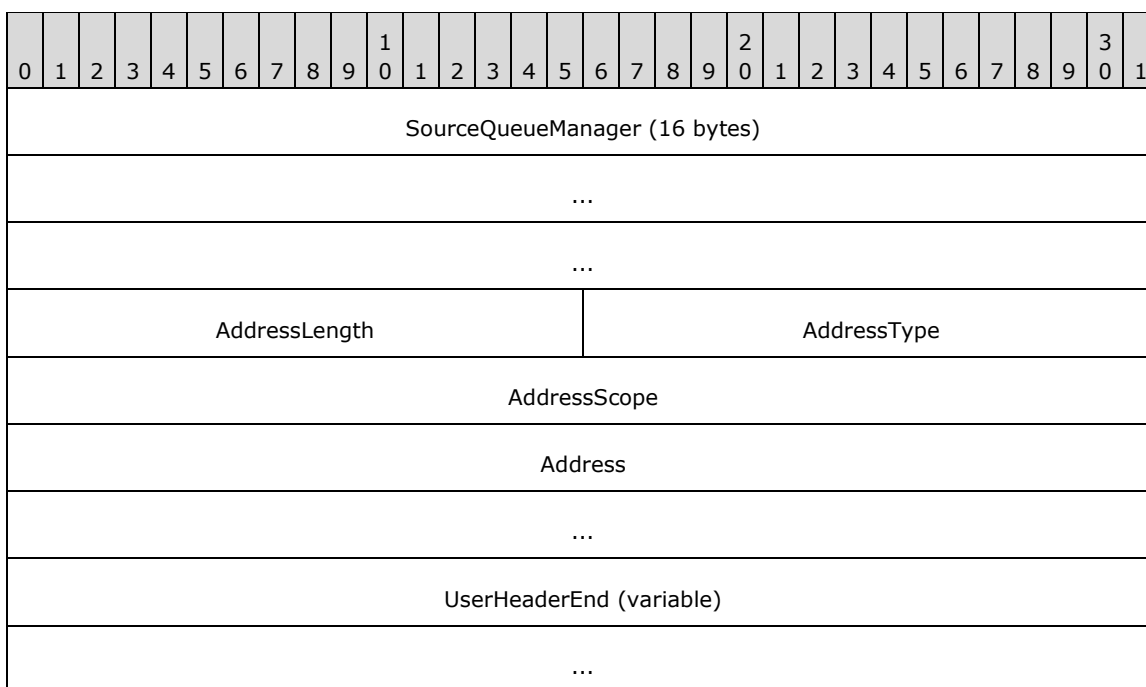 1 2 3
0 1 2 3 4 5 6 7 8 9 0 1 2 3 4 5 6 7 8 9 0 1 2 3 4 5 6 7 8 9 0 1
SourceQueueManager (16 bytes)
...
...
AddressLength AddressType
AddressScope
Address
...
UserHeaderEnd (variable)
...